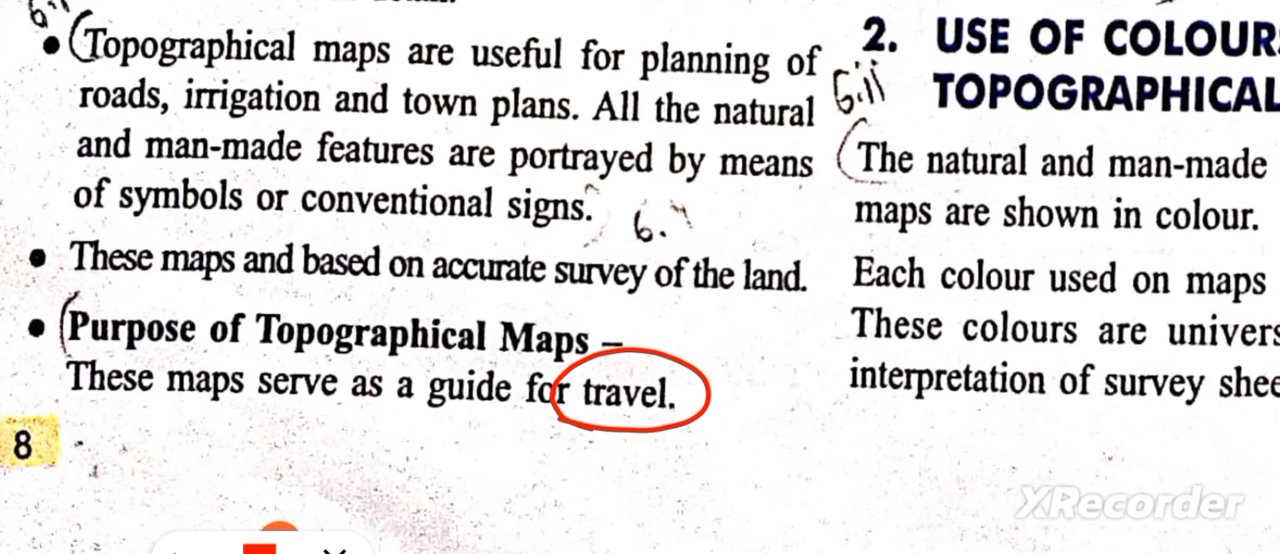 • Topographical maps are useful for planning of
roads, irrigation and town plans. All the natural
and man-made features are portrayed by means
of symbols or conventional signs.
• These maps and based on accurate survey of the land.
• (Purpose of Topographical Maps –
These maps serve as a guide for travel.
8
2. USE OF COLOURS
TOPOGRAPHICAL
(The natural and man-made
maps are shown in colour.
Each colour used on maps
These colours are univers
interpretation of survey shee
XRecorder